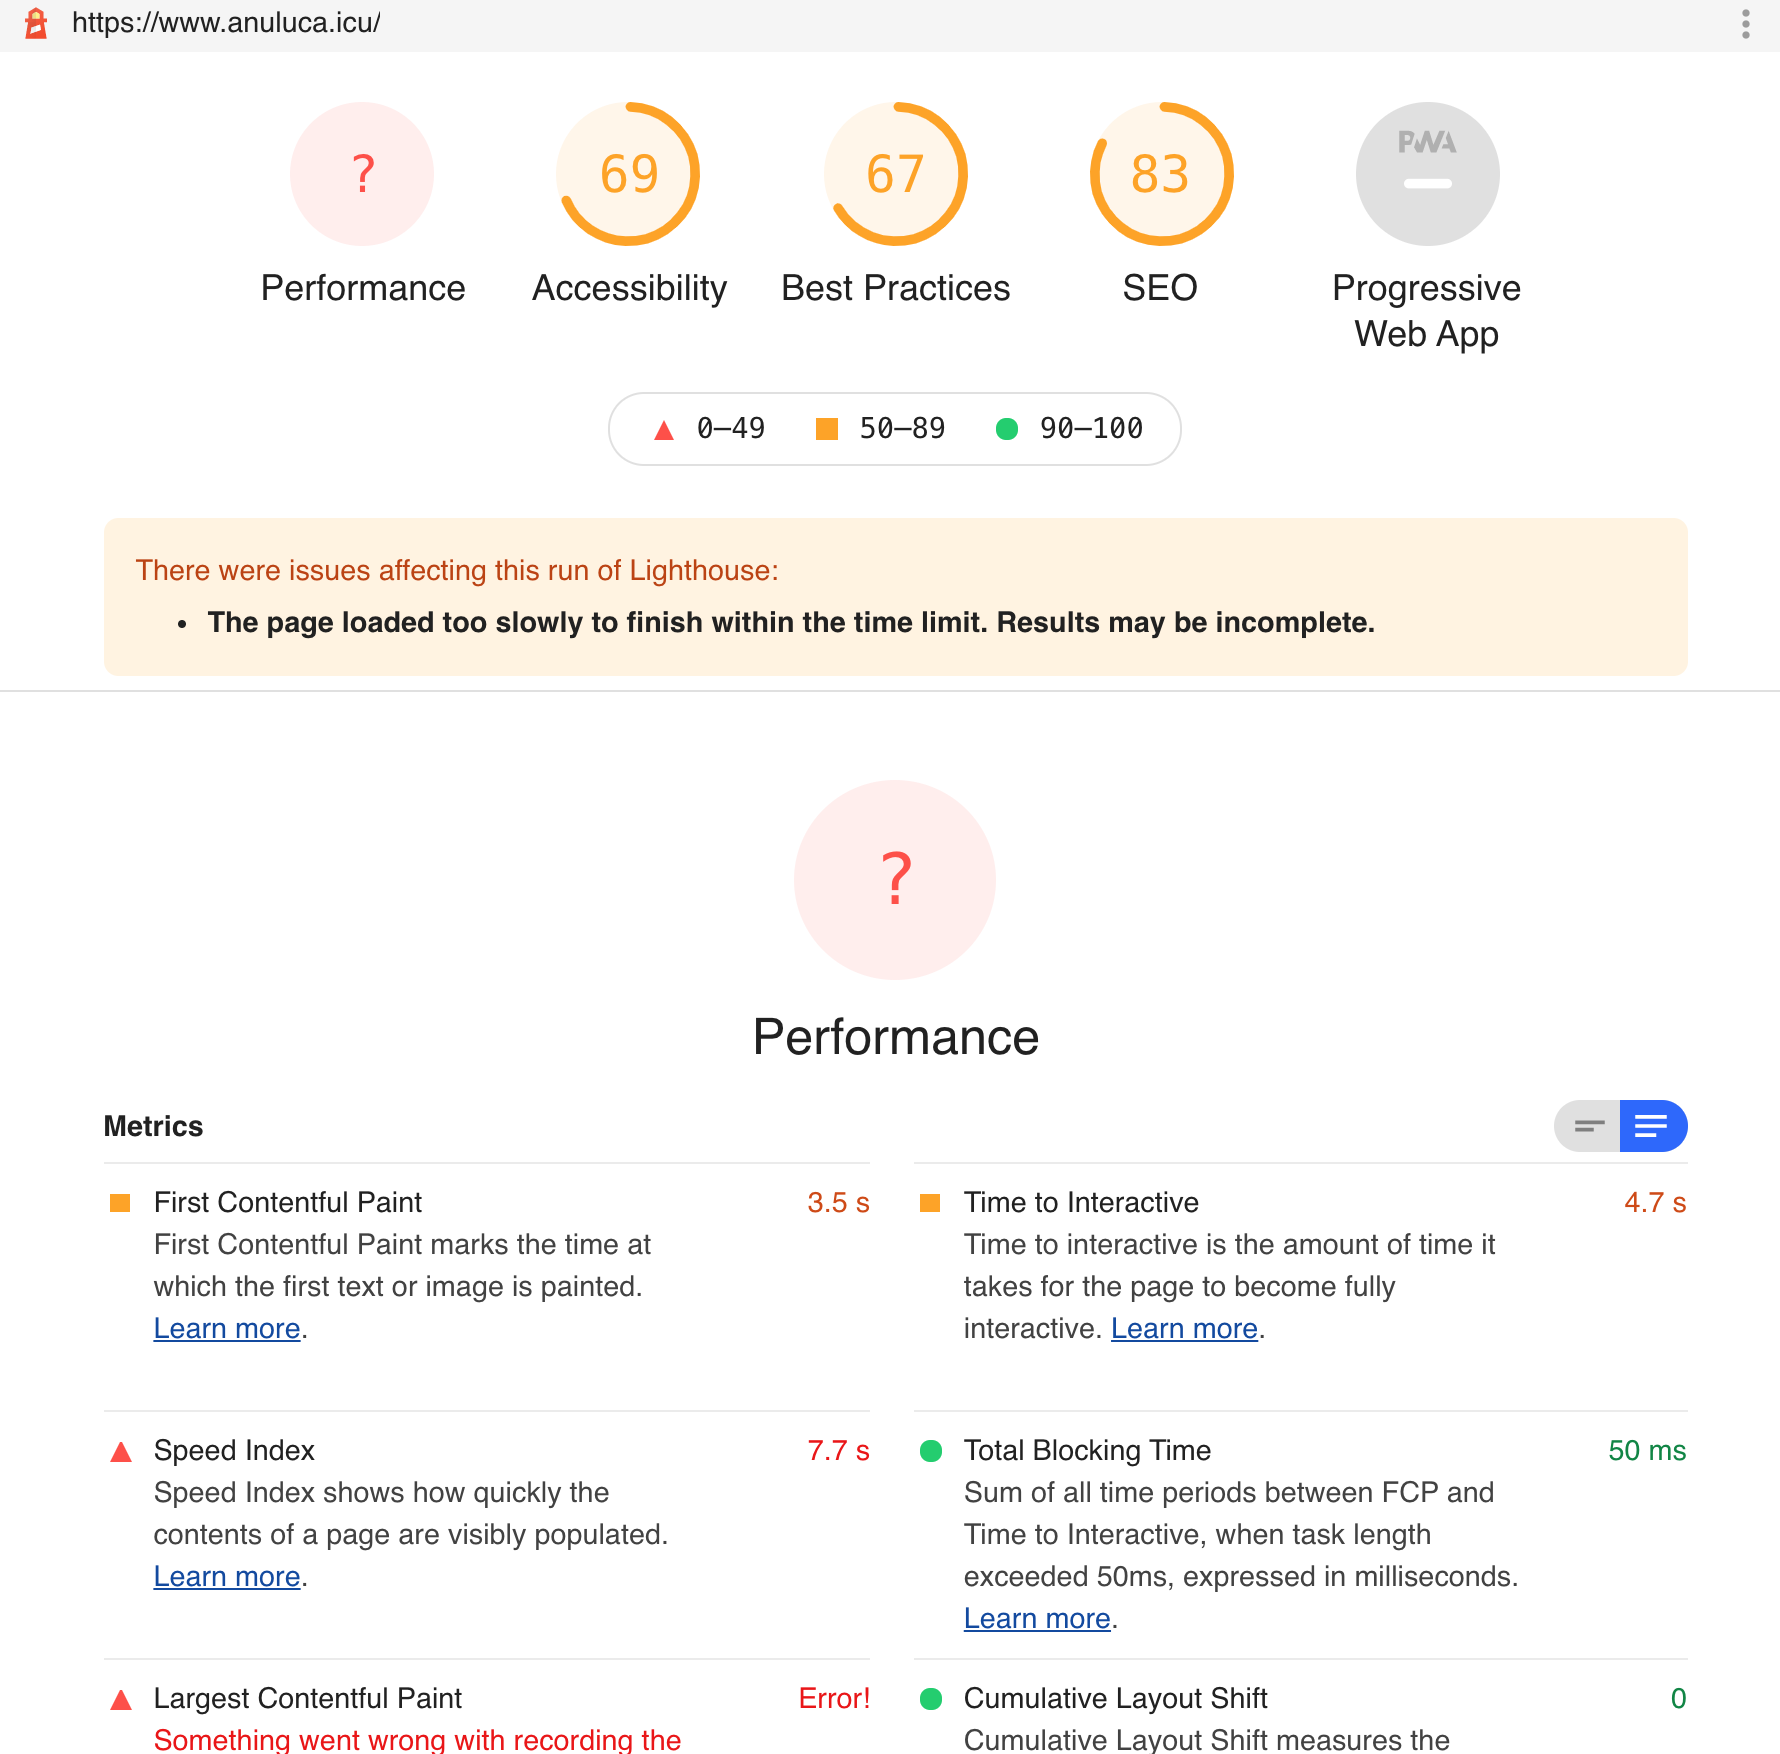 https://www.anuluca.icu/
?
69
67
83
PWA
Performance
Accessibility
Best Practices
SEO
Progressive
Web App
0–49
50–89
90–100
There were issues affecting this run of Lighthouse:
• The page loaded too slowly to finish within the time limit. Results may be incomplete.
?
Performance
Metrics
First Contentful Paint 3.5 s
First Contentful Paint marks the time at
which the first text or image is painted.
Learn more.
Time to Interactive 4.7 s
Time to interactive is the amount of time it
takes for the page to become fully
interactive. Learn more.
Speed Index 7.7 s
Speed Index shows how quickly the
contents of a page are visibly populated.
Learn more.
Total Blocking Time 50 ms
Sum of all time periods between FCP and
Time to Interactive, when task length
exceeded 50ms, expressed in milliseconds.
Learn more.
Largest Contentful Paint Error!
Something went wrong with recording the
Cumulative Layout Shift 0
Cumulative Layout Shift measures the